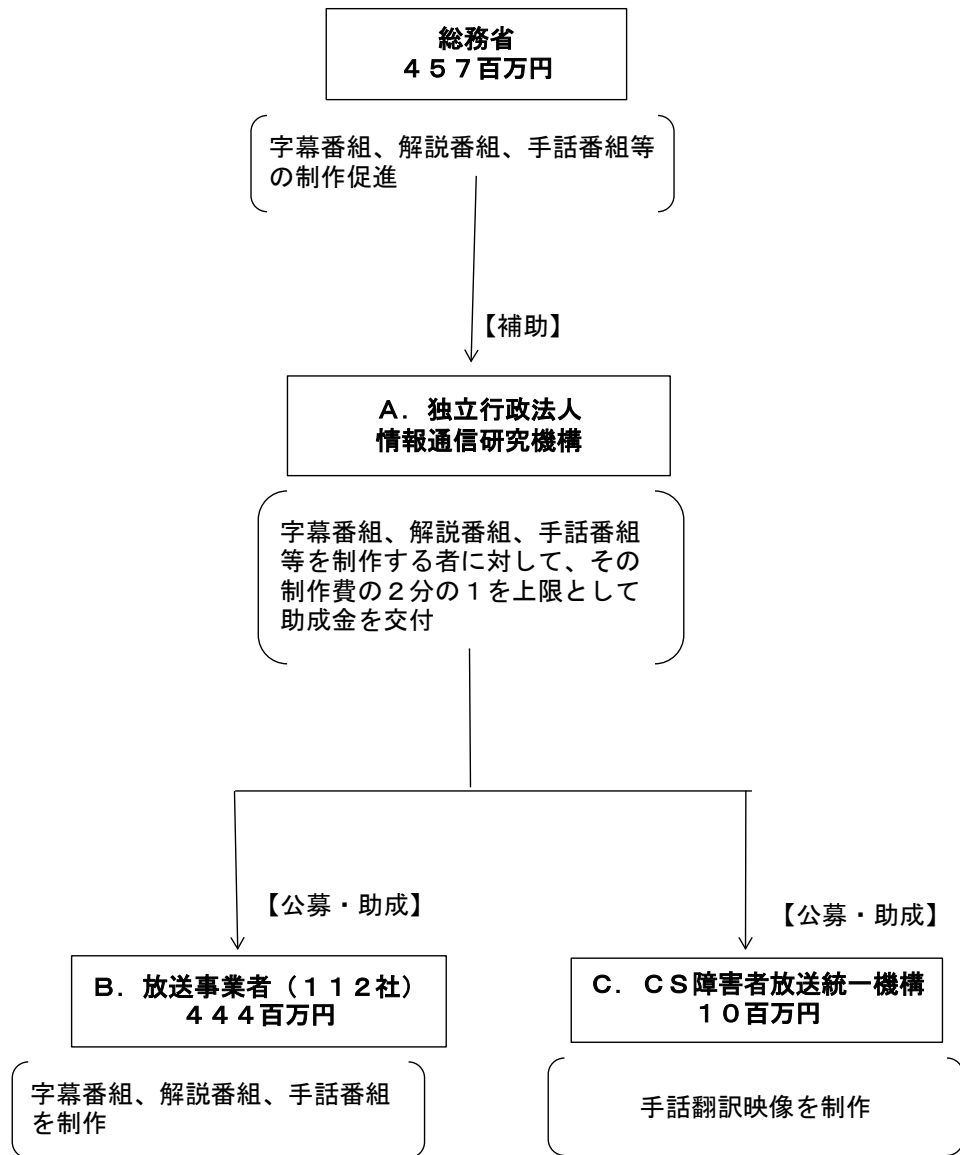 総務省
４５７百万円
字幕番組、解説番組、手話番組等
の制作促進
【補助】
Ａ．独立行政法人
情報通信研究機構
字幕番組、解説番組、手話番組
等を制作する者に対して、その
制作費の２分の１を上限として
助成金を交付
【公募・助成】
【公募・助成】
Ｂ．放送事業者（１１２社）
４４４百万円
Ｃ．ＣＳ障害者放送統一機構
１０百万円
字幕番組、解説番組、手話番組
を制作
手話翻訳映像を制作